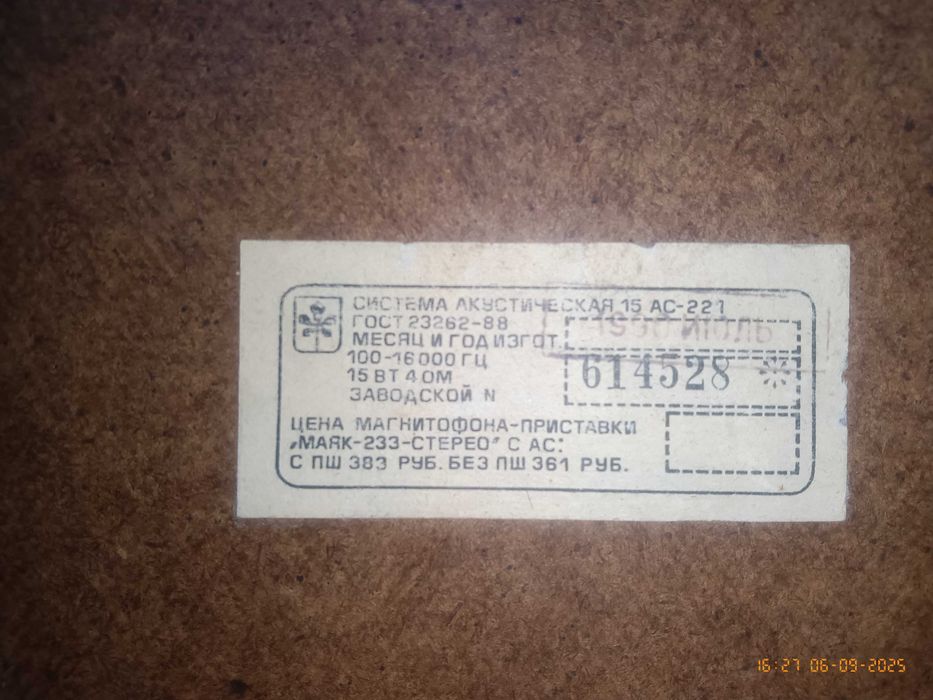 СИСТЕМА АКУСТИЧЕСКАЯ 15 АС-221
ГОСТ 23262-88
МЕСЯЦ И ГОД ИЗГОТ.
100-16000 ГЦ
15 ВТ 4 ОМ
ЗАВОДСКОЙ N
614528
ЦЕНА МАГНИТОФОНА-ПРИСТАВКИ
„МАЯК-233-СТЕРЕО" С АС:
С ПШ 383 РУБ. БЕЗ ПШ 361 РУБ.
16:27 06-09-2025